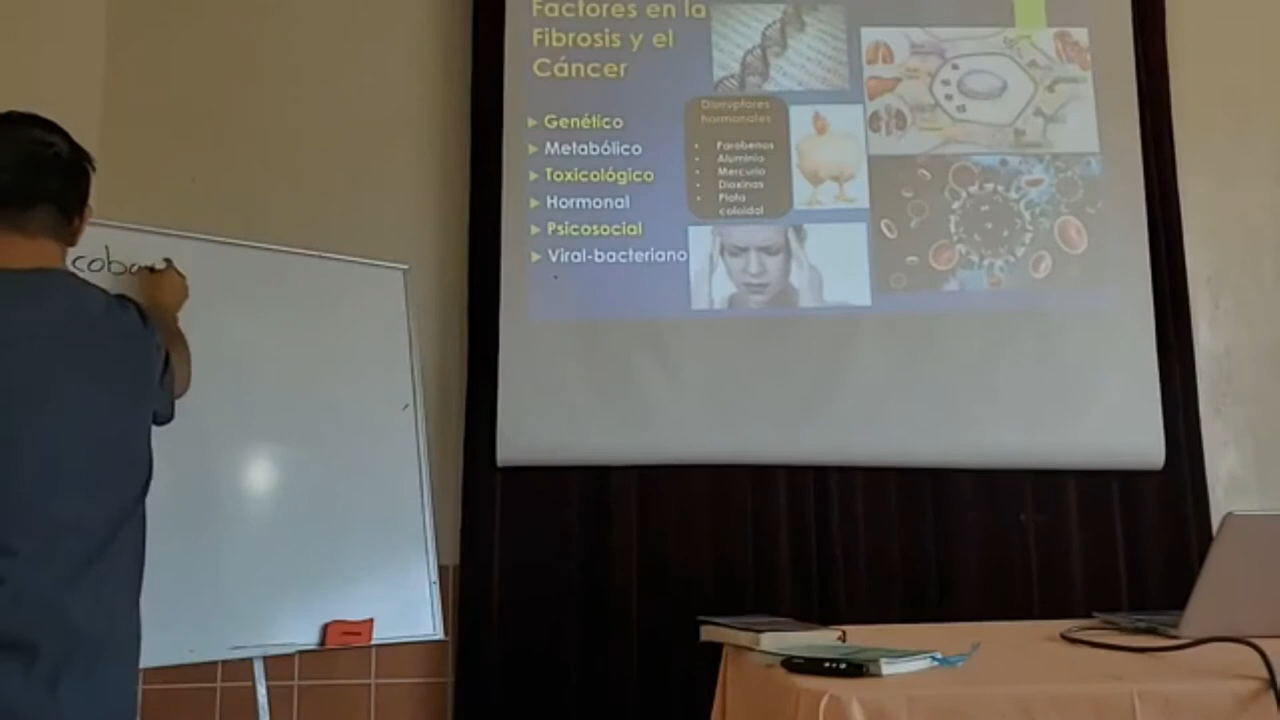 Factores en la
Fibrosis y el
Cáncer
Genético
Metabólico
Toxicológico
Hormonal
Psicosocial
Viral-bacteriano
Disruptores
hormonales
Parabenos
Aluminio
Mercurio
Dioxinas
Plata
coloidal